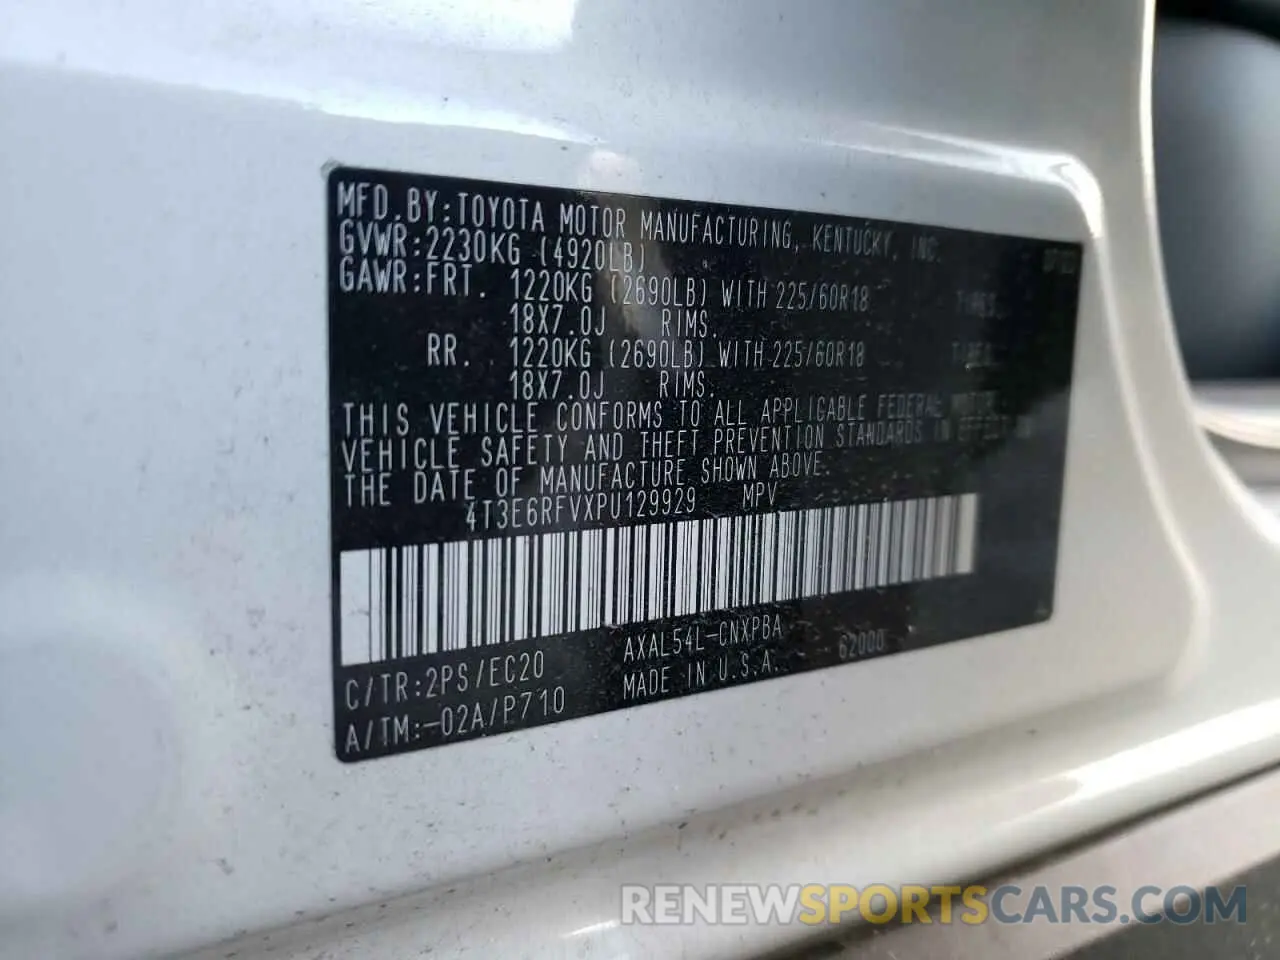 MFD.BY:TOYOTA MOTOR MANUFACTURING, KENTUCKY, INC.
GVWR:2230KG (4920LB)
GAWR:FRT. 1220KG (2690LB) WITH 225/60R18 TIRES,
18X7.0J RIMS.
RR. 1220KG (2690LB) WITH 225/60R18 TIRES,
18X7.0J RIMS.
THIS VEHICLE CONFORMS TO ALL APPLICABLE FEDERAL MOTOR
VEHICLE SAFETY AND THEFT PREVENTION STANDARDS IN EFFECT ON
THE DATE OF MANUFACTURE SHOWN ABOVE.
4T3E6RFVXPU129929 MPV
C/TR:2PS/EC20 AXAL54L-CNXPBA 62000
A/TM:-02A/P710 MADE IN U.S.A.
RENEWSPORTSCARS.COM